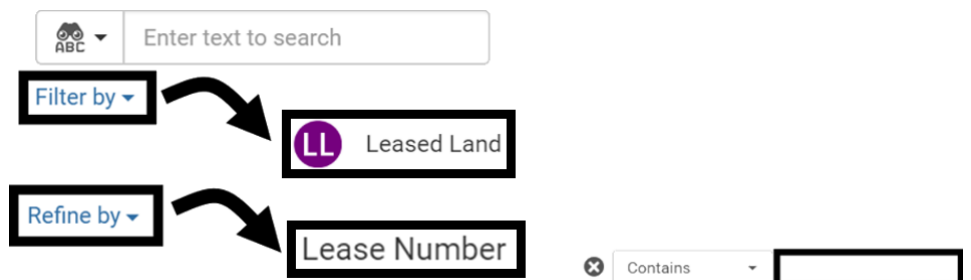 ABC Enter text to search
Filter by
LL Leased Land
Refine by
Lease Number
Contains